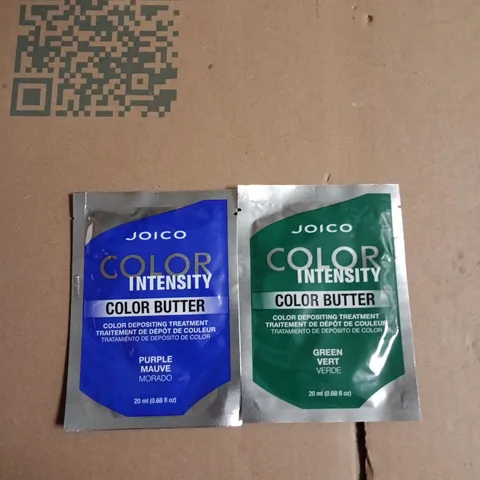 JOICO
COLOR
INTENSITY
COLOR BUTTER
COLOR DEPOSITING TREATMENT
TRAITEMENT DE DÉPÔT DE COULEUR
TRATAMIENTO DE DEPÓSITO DE COLOR
PURPLE
MAUVE
MORADO
20 ml (0.68 fl oz)
JOICO
COLOR
INTENSITY
COLOR BUTTER
COLOR DEPOSITING TREATMENT
TRAITEMENT DE DÉPÔT DE COULEUR
TRATAMIENTO DE DEPÓSITO DE COLOR
GREEN
VERT
VERDE
20 ml (0.68 fl oz)